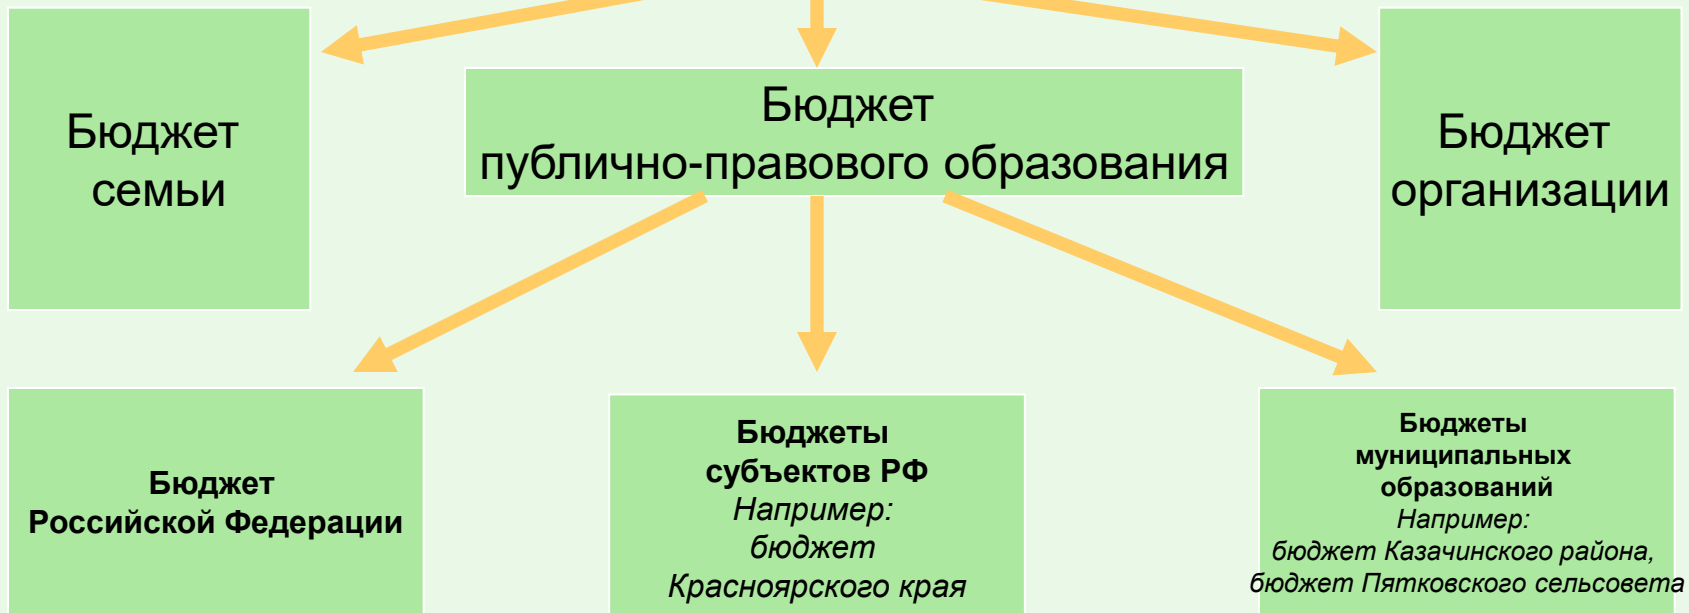 Бюджет
семьи
Бюджет
публично-правового образования
Бюджет
организации
Бюджет
Российской Федерации
Бюджеты
субъектов РФ
Например:
бюджет
Красноярского края
Бюджеты
муниципальных
образований
Например:
бюджет Казачинского района,
бюджет Пятковского сельсовета